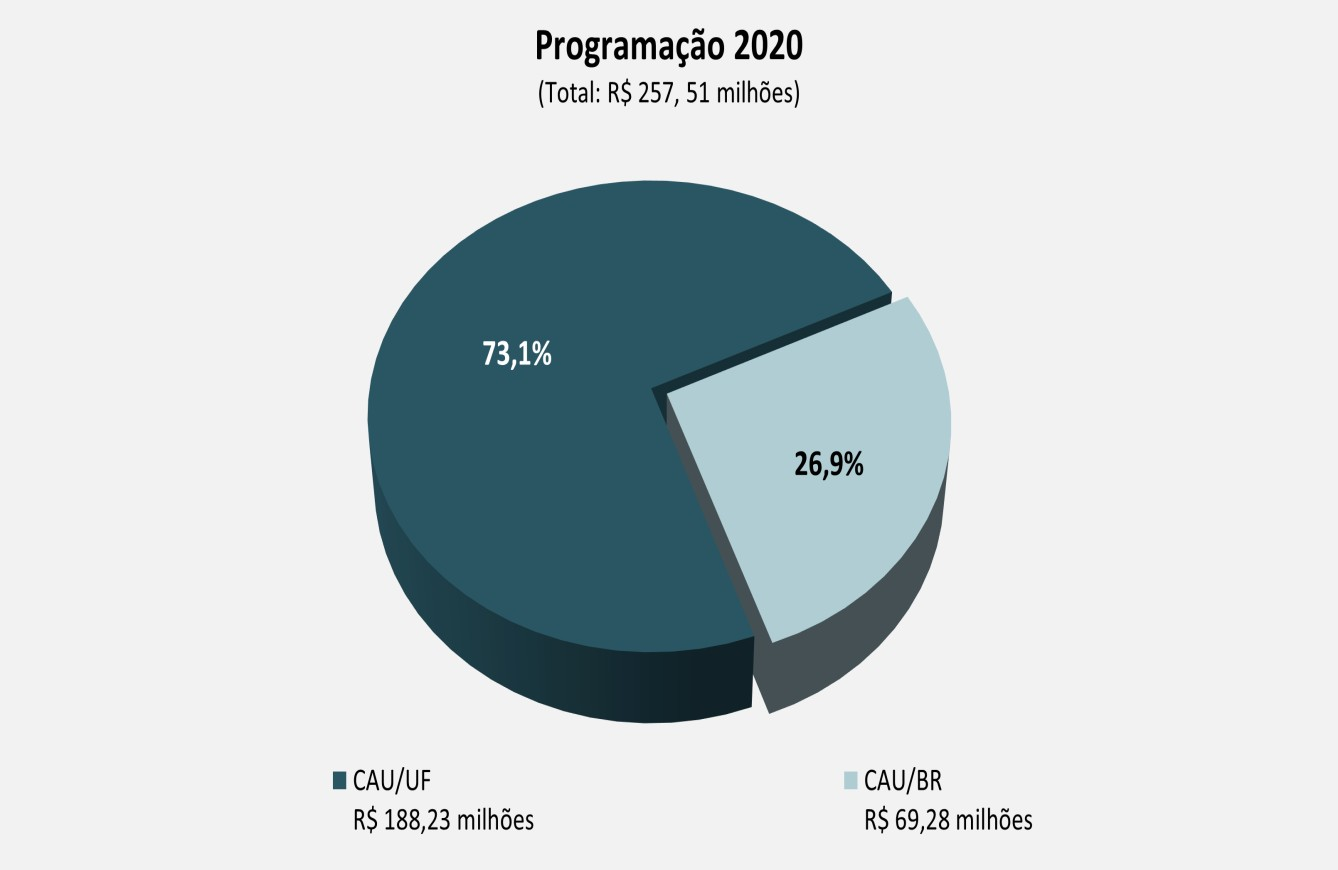 Programação 2020
(Total: R$ 257, 51 milhões)
73,1%
26,9%
CAU/UF
R$ 188,23 milhões
CAU/BR
R$ 69,28 milhões